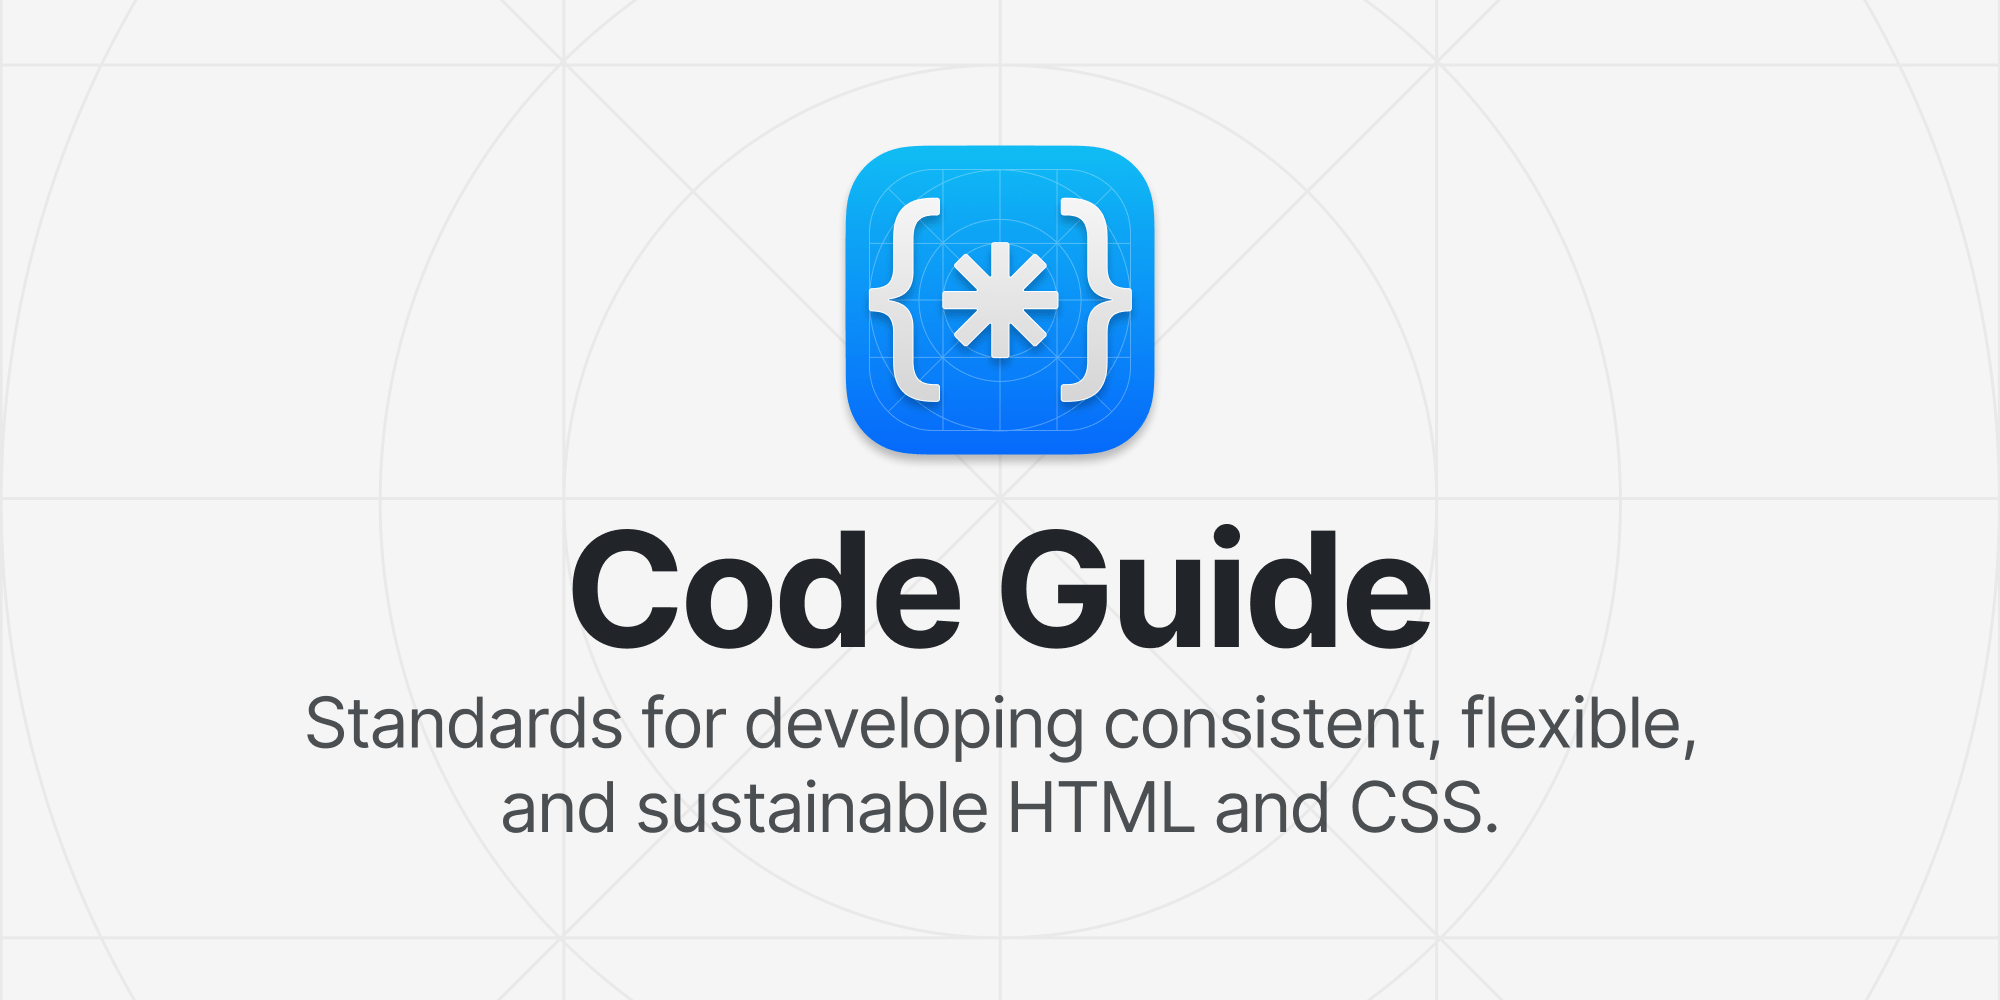 {*}
Code Guide
Standards for developing consistent, flexible,
and sustainable HTML and CSS.